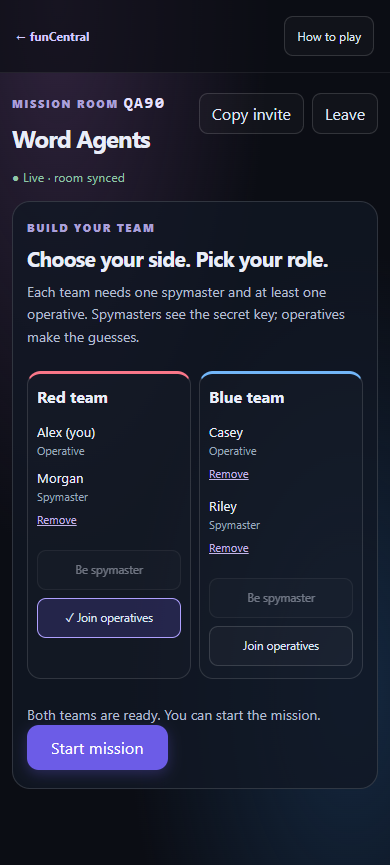 ← funCentral
How to play
MISSION ROOM QA90
Copy invite
Leave
Word Agents
● Live · room synced
BUILD YOUR TEAM
Choose your side. Pick your role.
Each team needs one spymaster and at least one
operative. Spymasters see the secret key; operatives
make the guesses.
Red team
Alex (you)
Operative
Morgan
Spymaster
Remove
Be spymaster
✓ Join operatives
Blue team
Casey
Operative
Remove
Riley
Spymaster
Remove
Be spymaster
Join operatives
Both teams are ready. You can start the mission.
Start mission